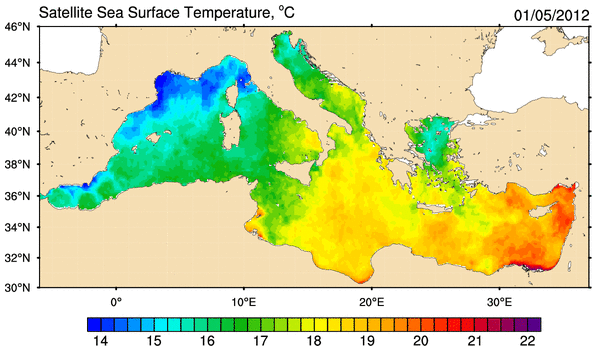 Satellite Sea Surface Temperature, °C 01/05/2012
46°N
44°N
42°N
40°N
38°N
36°N
34°N
32°N
30°N
0° 10°E 20°E 30°E
14 15 16 17 18 19 20 21 22